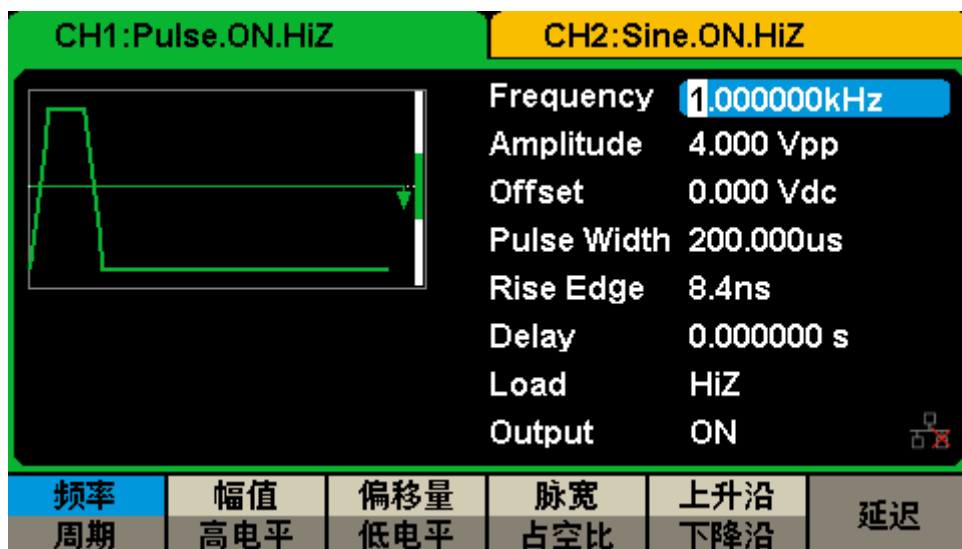 CH1:Pulse.ON.HiZ CH2:Sine.ON.HiZ
Frequency 1.000000kHz
Amplitude 4.000 Vpp
Offset 0.000 Vdc
Pulse Width 200.000us
Rise Edge 8.4ns
Delay 0.000000 s
Load HiZ
Output ON
频率 幅值 偏移量 脉宽 上升沿 延迟
周期 高电平 低电平 占空比 下降沿